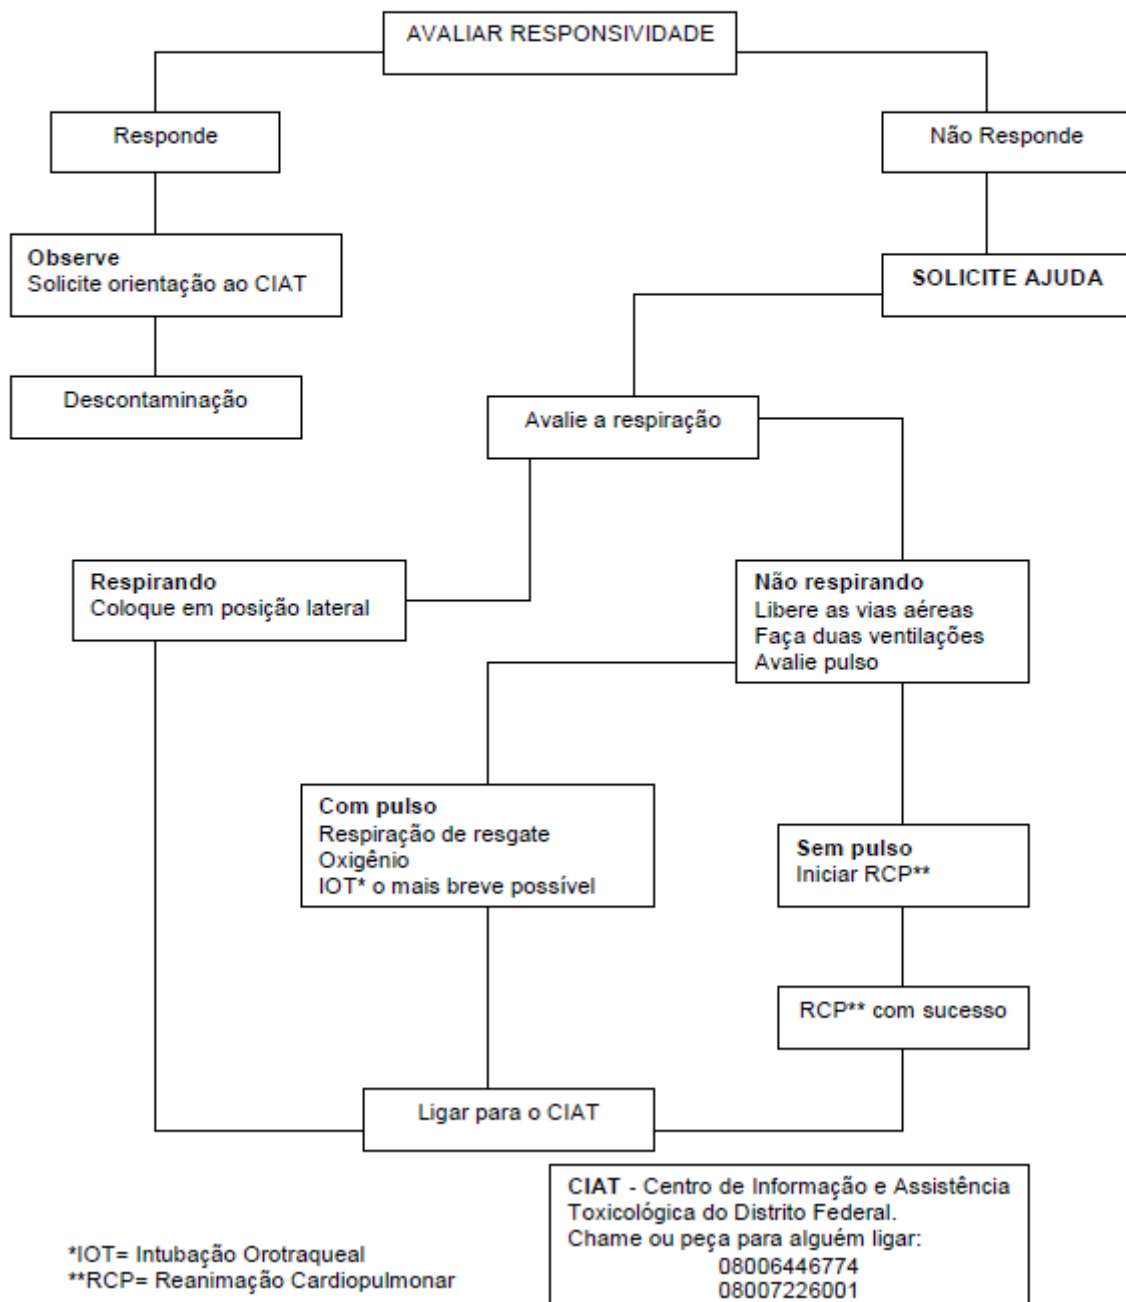 AVALIAR RESPONSIVIDADE
Responde
Não Responde
Observe
Solicite orientação ao CIAT
SOLICITE AJUDA
Descontaminação
Avalie a respiração
Respirando
Coloque em posição lateral
Não respirando
Libere as vias aéreas
Faça duas ventilações
Avalie pulso
Com pulso
Respiração de resgate
Oxigênio
IOT* o mais breve possível
Sem pulso
Iniciar RCP**
RCP** com sucesso
Ligar para o CIAT
CIAT - Centro de Informação e Assistência
Toxicológica do Distrito Federal.
Chame ou peça para alguém ligar:
08006446774
08007226001
*IOT= Intubação Orotraqueal
**RCP= Reanimação Cardiopulmonar